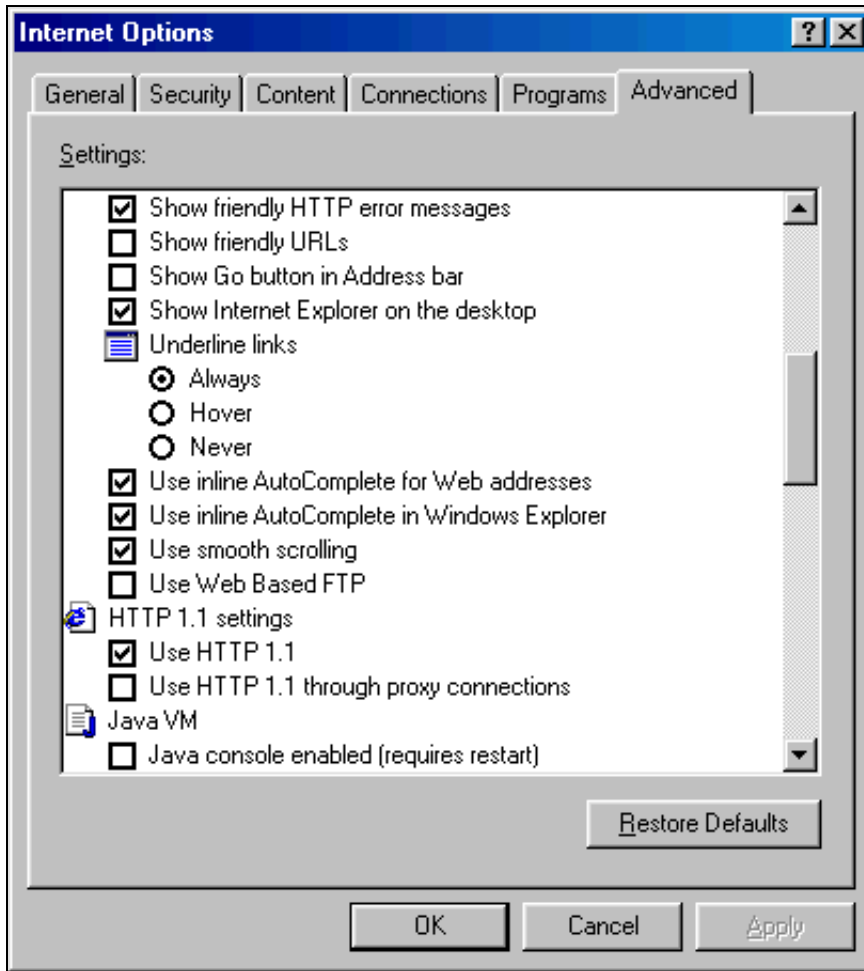 Internet Options
General Security Content Connections Programs Advanced
Settings:
Show friendly HTTP error messages
Show friendly URLs
Show Go button in Address bar
Show Internet Explorer on the desktop
Underline links
Always
Hover
Never
Use inline AutoComplete for Web addresses
Use inline AutoComplete in Windows Explorer
Use smooth scrolling
Use Web Based FTP
HTTP 1.1 settings
Use HTTP 1.1
Use HTTP 1.1 through proxy connections
Java VM
Java console enabled (requires restart)
Restore Defaults
OK Cancel Apply